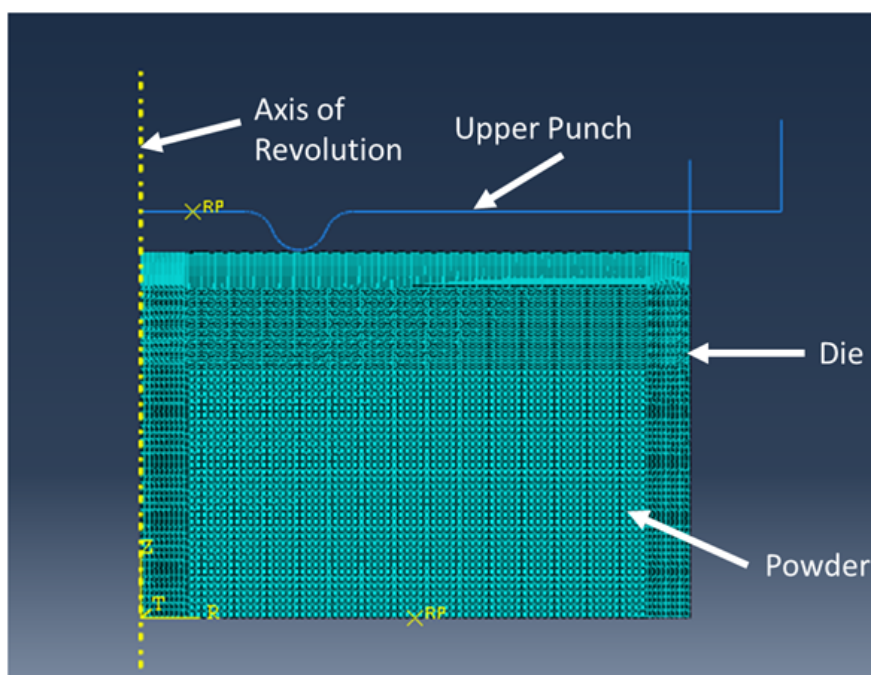 Axis of
Revolution
Upper Punch
RP
Die
Powder
Z
T
R
RP